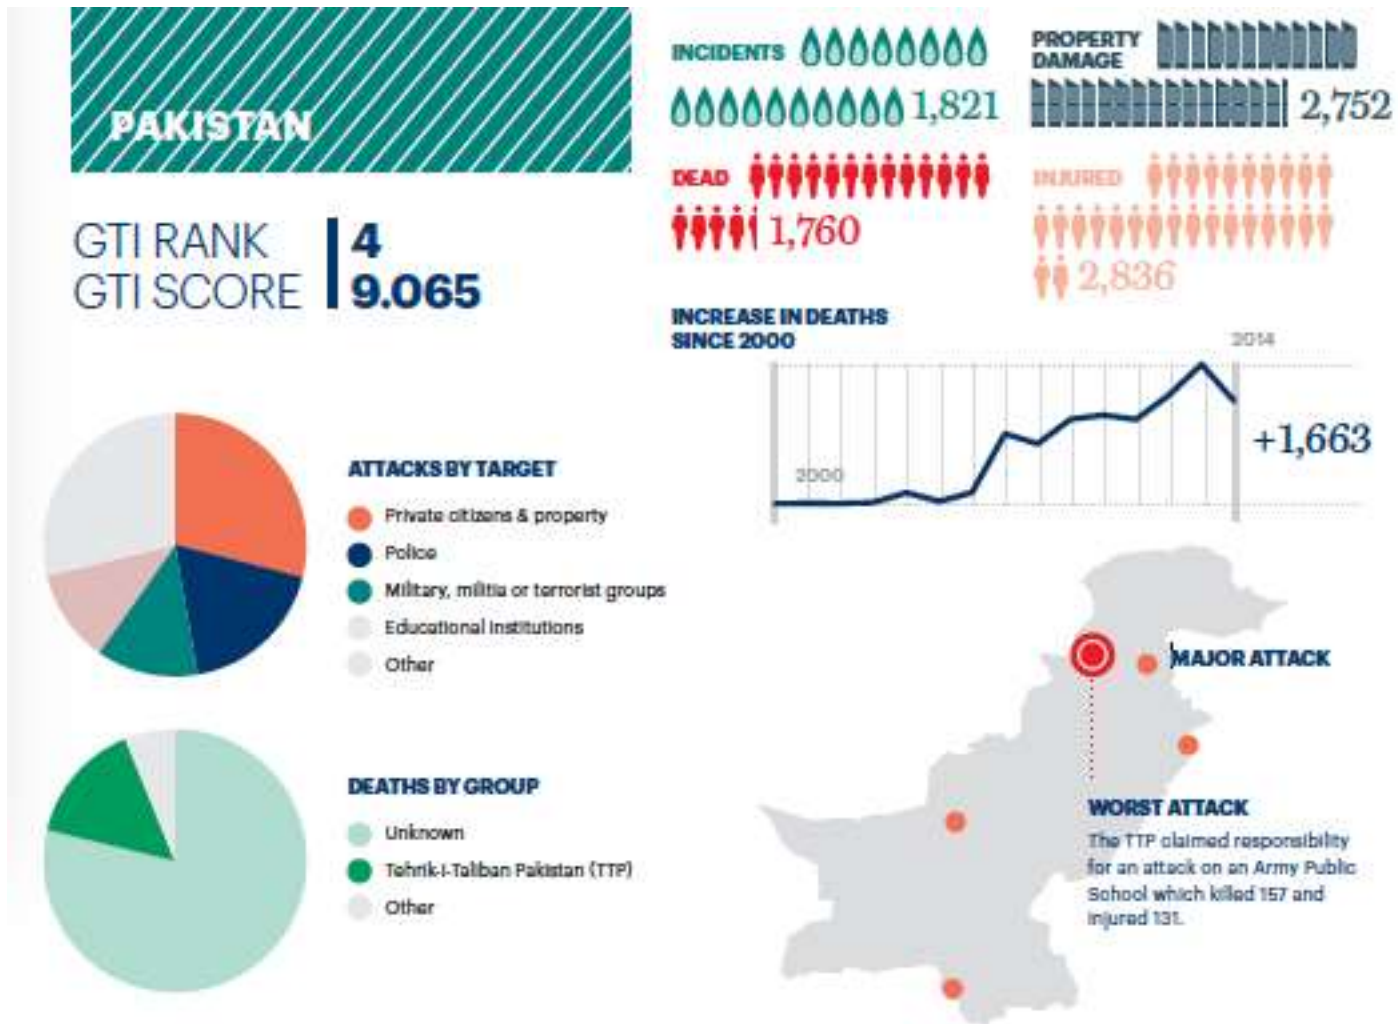 PAKISTAN
GTI RANK 4
GTI SCORE 9.065
INCIDENTS
1,821
PROPERTY
DAMAGE
2,752
DEAD
1,760
INJURED
2,836
INCREASE IN DEATHS
SINCE 2000
2014
2000
+1,663
ATTACKS BY TARGET
Private citizens & property
Police
Military, militia or terrorist groups
Educational institutions
Other
DEATHS BY GROUP
Unknown
Tehrik-i-Taliban Pakistan (TTP)
Other
MAJOR ATTACK
WORST ATTACK
The TTP claimed responsibility
for an attack on an Army Public
School which killed 157 and
injured 131.